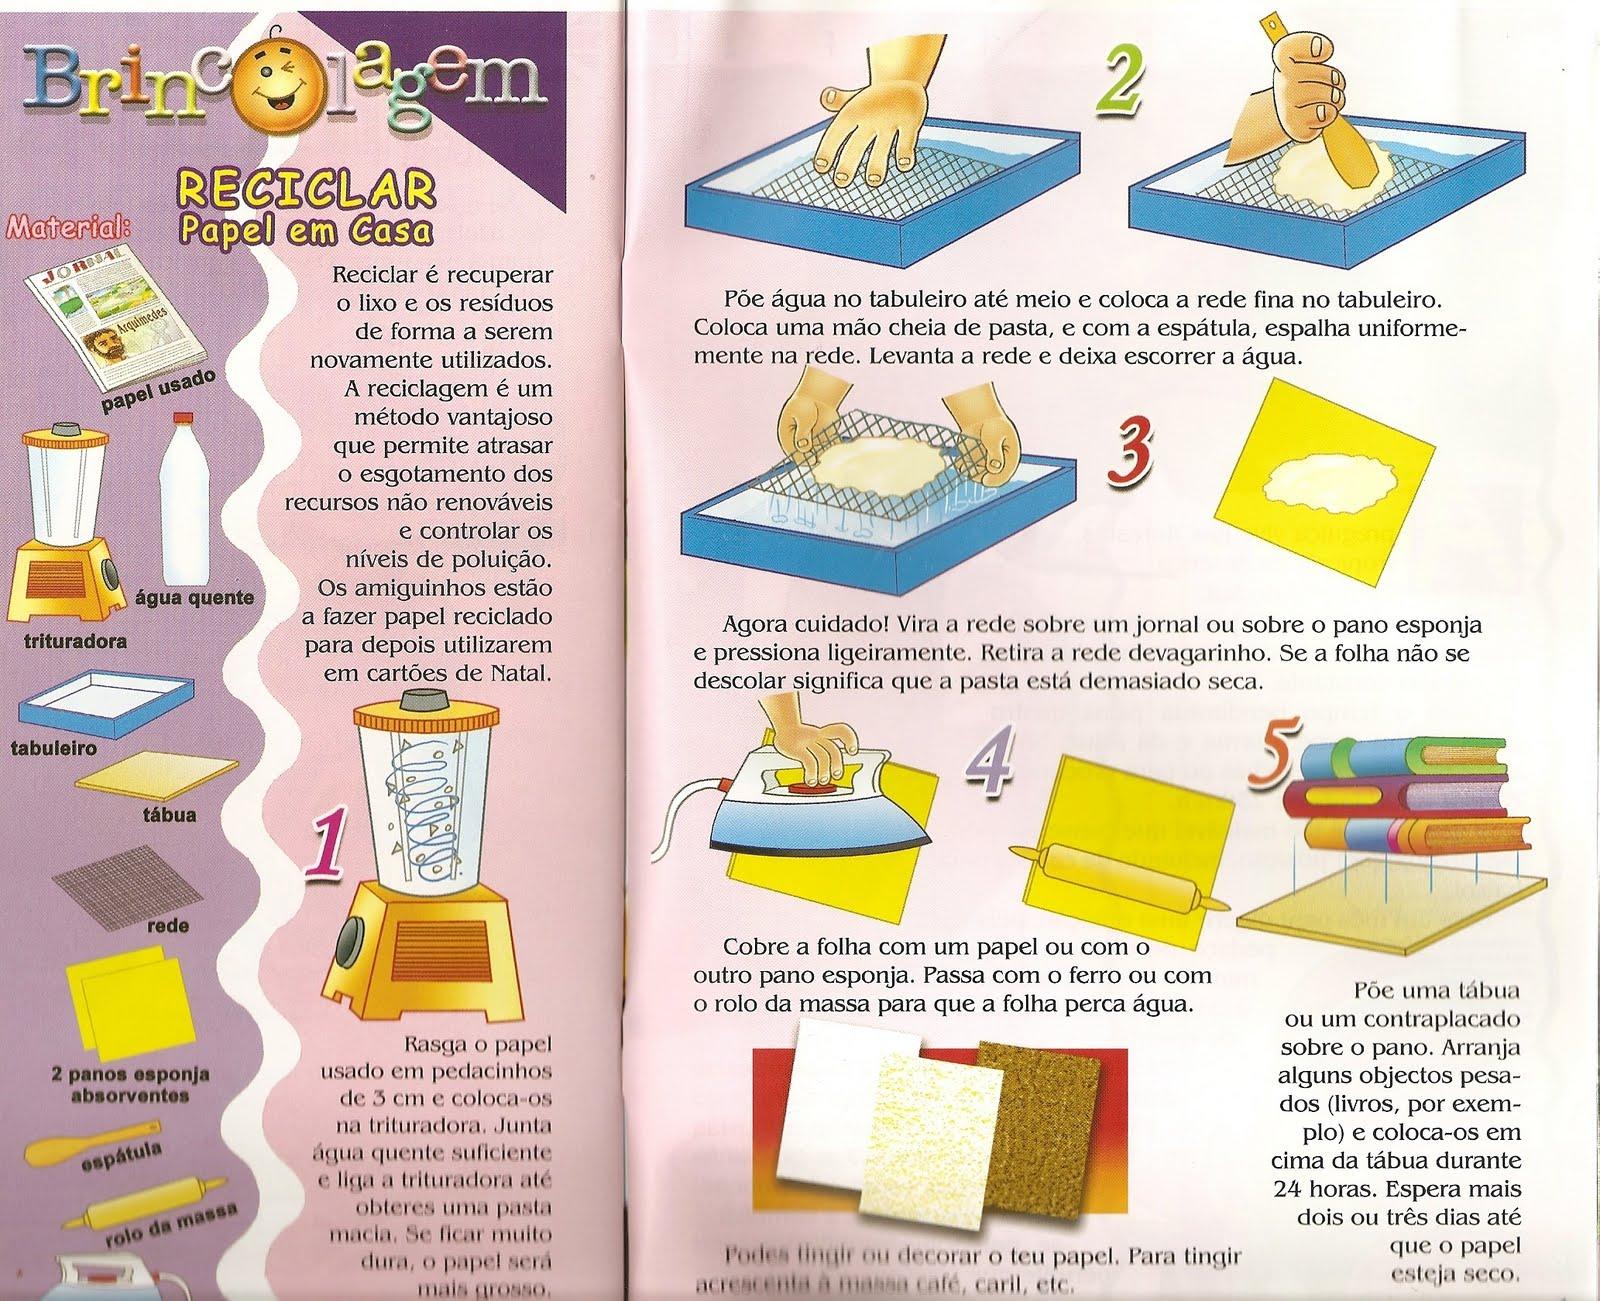 Brincolagem
RECICLAR
Papel em Casa
Material:
JORNAL
Arquimedes
papel usado
trituradora
água quente
tabuleiro
tábua
rede
2 panos esponja
absorventes
espátula
rolo da massa
Reciclar é recuperar
o lixo e os resíduos
de forma a serem
novamente utilizados.
A reciclagem é um
método vantajoso
que permite atrasar
o esgotamento dos
recursos não renováveis
e controlar os
níveis de poluição.
Os amiguinhos estão
a fazer papel reciclado
para depois utilizarem
em cartões de Natal.
1
Rasga o papel
usado em pedacinhos
de 3 cm e coloca-os
na trituradora. Junta
água quente suficiente
e liga a trituradora até
obteres uma pasta
macia. Se ficar muito
dura, o papel será
mais grosso.
2
Põe água no tabuleiro até meio e coloca a rede fina no tabuleiro.
Coloca uma mão cheia de pasta, e com a espátula, espalha uniforme-
mente na rede. Levanta a rede e deixa escorrer a água.
3
Agora cuidado! Vira a rede sobre um jornal ou sobre o pano esponja
e pressiona ligeiramente. Retira a rede devagarinho. Se a folha não se
descolar significa que a pasta está demasiado seca.
4
Cobre a folha com um papel ou com o
outro pano esponja. Passa com o ferro ou com
o rolo da massa para que a folha perca água.
5
Põe uma tábua
ou um contraplacado
sobre o pano. Arranja
alguns objectos pesa-
dos (livros, por exem-
plo) e coloca-os em
cima da tábua durante
24 horas. Espera mais
dois ou três dias até
que o papel
esteja seco.
Podes tingir ou decorar o teu papel. Para tingir
acrescenta à massa café, caril, etc.